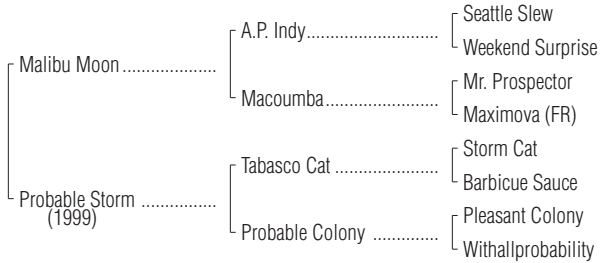 Seattle Slew
A.P. Indy..............................
Weekend Surprise
Malibu Moon....................
Mr. Prospector
Macoumba..........................
Maximova (FR)
Storm Cat
Tabasco Cat........................
Barbicue Sauce
Probable Storm................
(1999)
Pleasant Colony
Probable Colony...............
Withallprobability